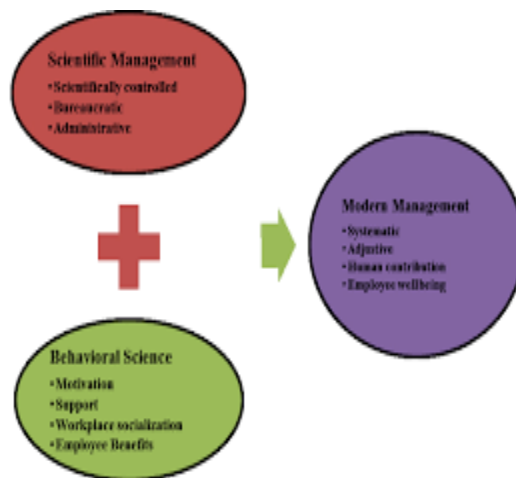 Scientific Management
•Scientifically controlled
•Bureaucratic
•Administrative
Modern Management
•Systematic
•Adjustive
•Human contribution
•Employee wellbeing
Behavioral Science
•Motivation
•Support
•Workplace socialization
•Employee Benefits